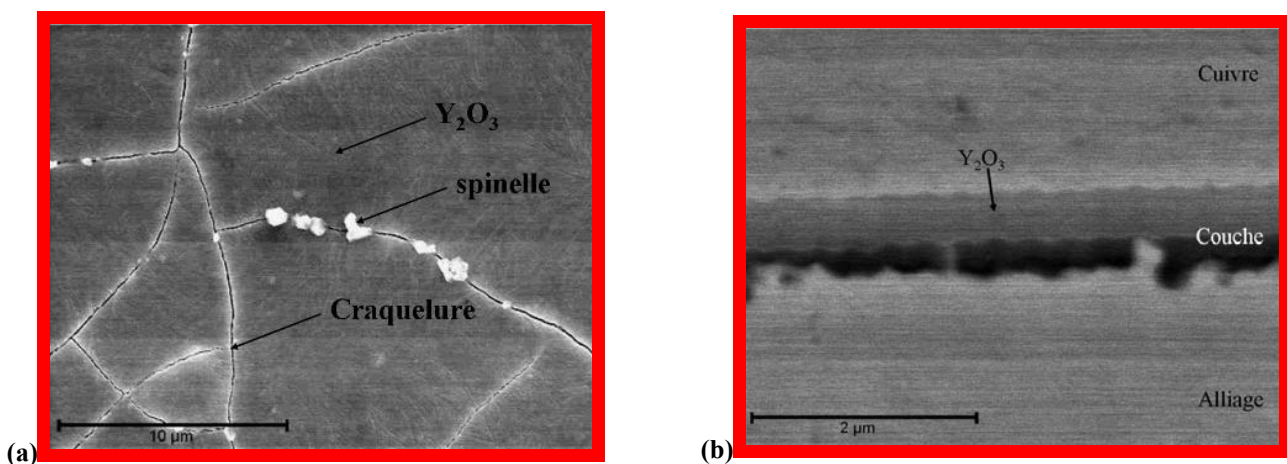 Y₂O₃
spinelle
Craquelure
10 µm
(a)
Cuivre
Y₂O₃
Couche
Alliage
2 µm
(b)